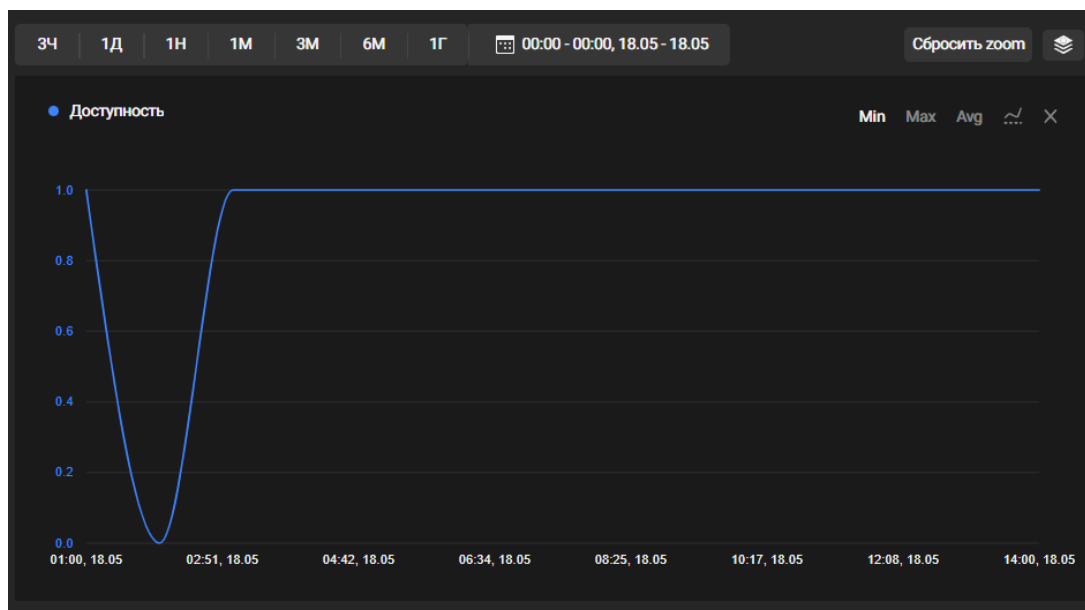 3Ч 1Д 1Н 1М 3М 6М 1Г 00:00 - 00:00, 18.05 - 18.05 Сбросить zoom
Доступность Min Max Avg
1.0
0.8
0.6
0.4
0.2
0.0
01:00, 18.05 02:51, 18.05 04:42, 18.05 06:34, 18.05 08:25, 18.05 10:17, 18.05 12:08, 18.05 14:00, 18.05